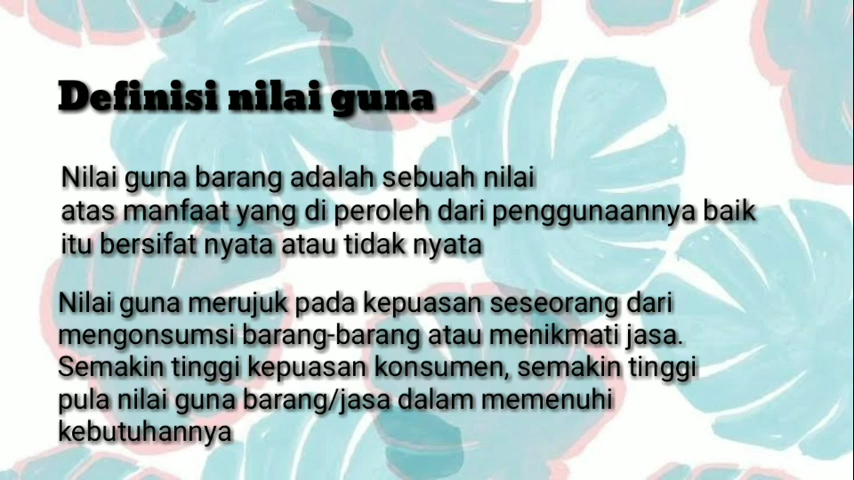 Definisi nilai guna
Nilai guna barang adalah sebuah nilai
atas manfaat yang di peroleh dari penggunaannya baik
itu bersifat nyata atau tidak nyata
Nilai guna merujuk pada kepuasan seseorang dari
mengonsumsi barang-barang atau menikmati jasa.
Semakin tinggi kepuasan konsumen, semakin tinggi
pula nilai guna barang/jasa dalam memenuhi
kebutuhannya